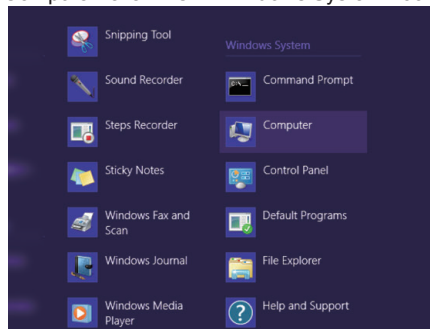 Snipping Tool
Sound Recorder
Steps Recorder
Sticky Notes
Windows Fax and
Scan
Windows Journal
Windows Media
Player
Windows System
Command Prompt
Computer
Control Panel
Default Programs
File Explorer
Help and Support